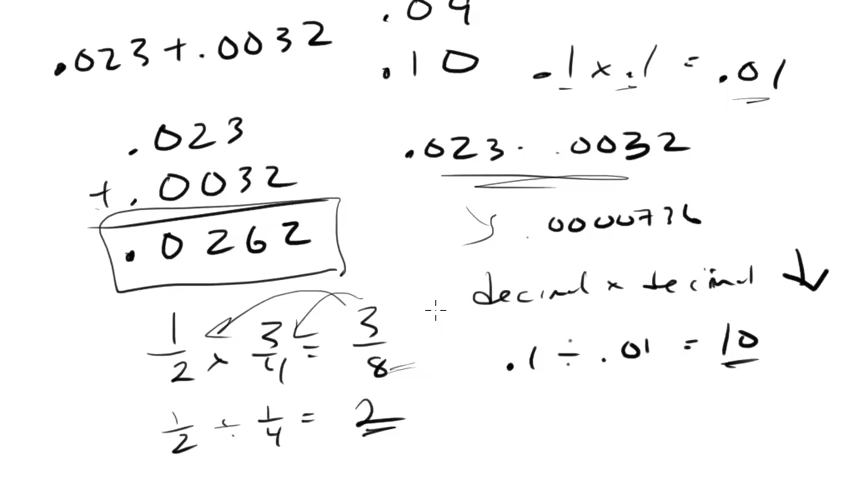 .09
.023 + .0032
.10
.1 × .1 = .01
.023
+ .0032
.0262
.023 · .0032
.0000736
decimal × decimal ↓
1/2 × 3/4 = 3/8
.1 ÷ .01 = 10
1/2 ÷ 1/4 = 2